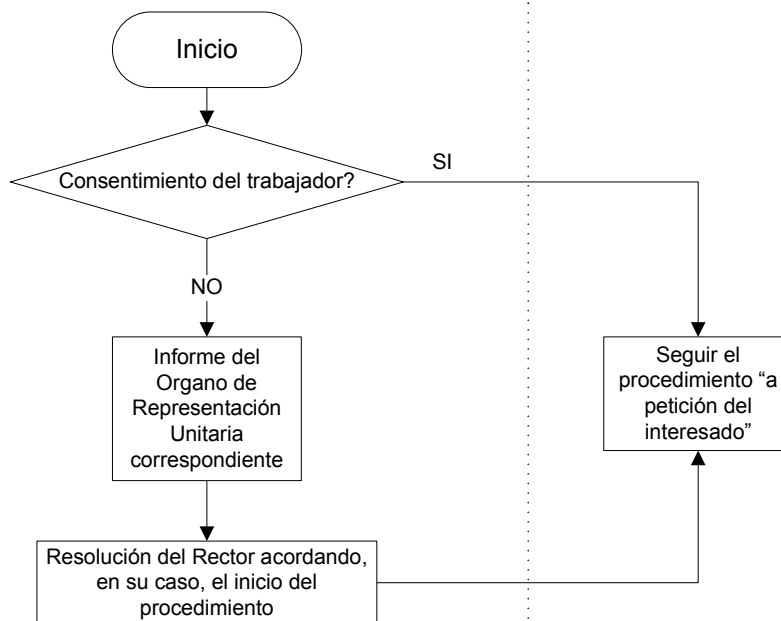 Inicio
Consentimiento del trabajador?
SI
NO
Informe del
Organo de
Representación
Unitaria
correspondiente
Seguir el
procedimiento “a
petición del
interesado”
Resolución del Rector acordando,
en su caso, el inicio del
procedimiento